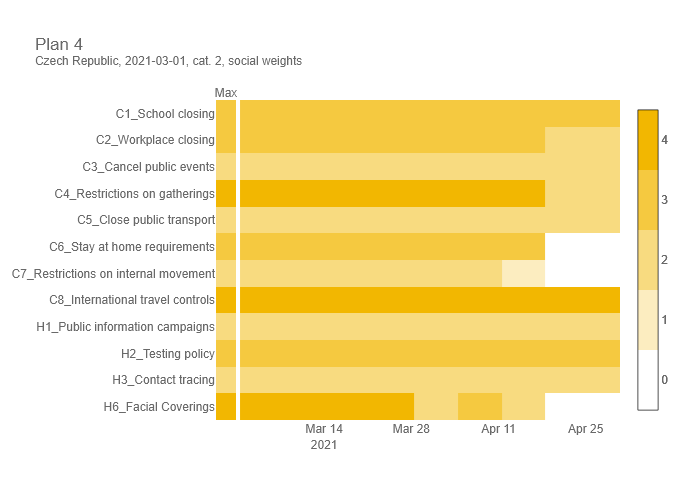 Plan 4
Czech Republic, 2021-03-01, cat. 2, social weights
Max
C1_School closing
C2_Workplace closing
C3_Cancel public events
C4_Restrictions on gatherings
C5_Close public transport
C6_Stay at home requirements
C7_Restrictions on internal movement
C8_International travel controls
H1_Public information campaigns
H2_Testing policy
H3_Contact tracing
H6_Facial Coverings
Mar 14 Mar 28 Apr 11 Apr 25
2021
4
3
2
1
0